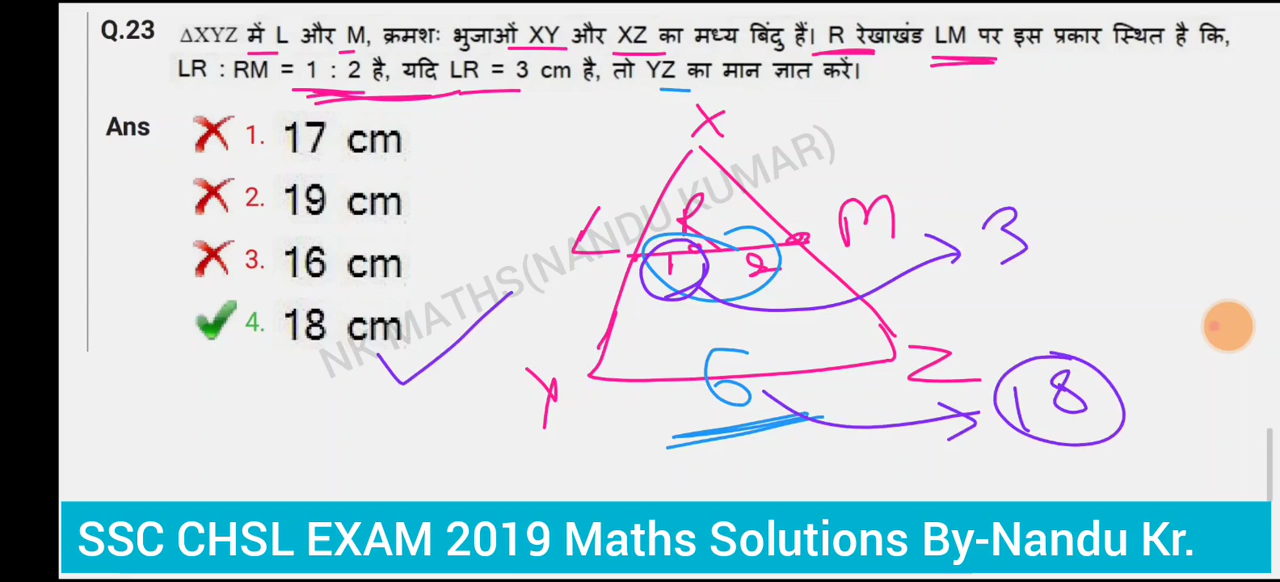 Q.23 ΔXYZ में L और M, क्रमशः भुजाओं XY और XZ का मध्य बिंदु हैं। R रेखाखंड LM पर इस प्रकार स्थित है कि,
LR : RM = 1 : 2 है, यदि LR = 3 cm है, तो YZ का मान ज्ञात करें।
Ans
1. 17 cm
2. 19 cm
3. 16 cm
4. 18 cm
X
L R M 3
1 2
Y 6 Z 18
NK MATHS(NANDU KUMAR)
SSC CHSL EXAM 2019 Maths Solutions By-Nandu Kr.